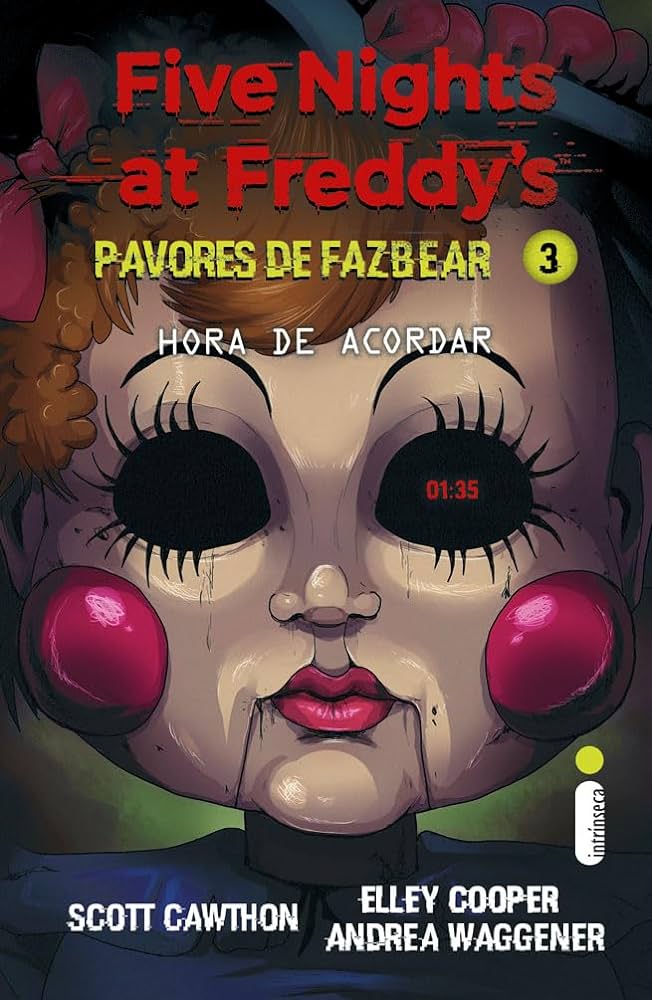 Five Nights
at Freddy's™
PAVORES DE FAZBEAR 3
HORA DE ACORDAR
01:35
intrínseca
SCOTT CAWTHON
ELLEY COOPER
ANDREA WAGGENER